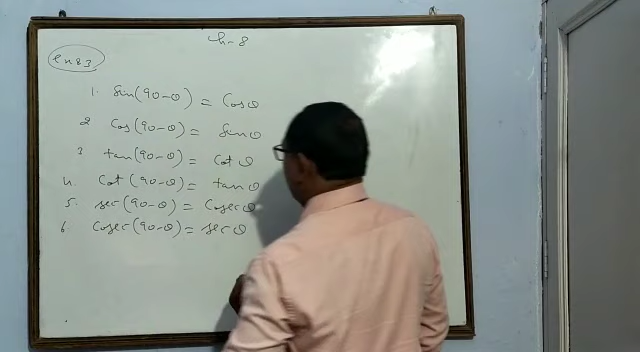 Ch-8
Ex 8.3
1. Sin(90-θ) = Cosθ
2 Cos(90-θ) = Sinθ
3 tan(90-θ) = Cot θ
4. Cot (90-θ) = tanθ
5. sec(90-θ) = Cosecθ
6 Cosec(90-θ) = secθ